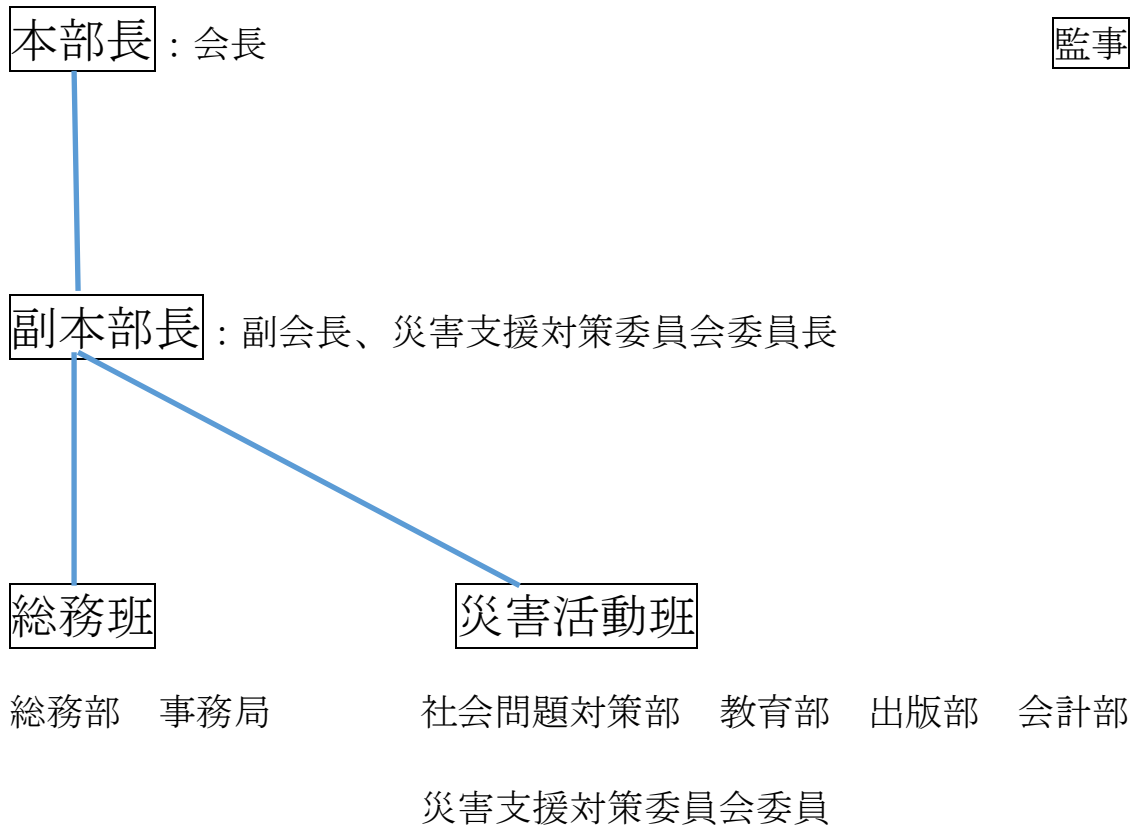 本部長：会長　監事
副本部長：副会長、災害支援対策委員会委員長
総務班　災害活動班
総務部　事務局　社会問題対策部　教育部　出版部　会計部
災害支援対策委員会委員